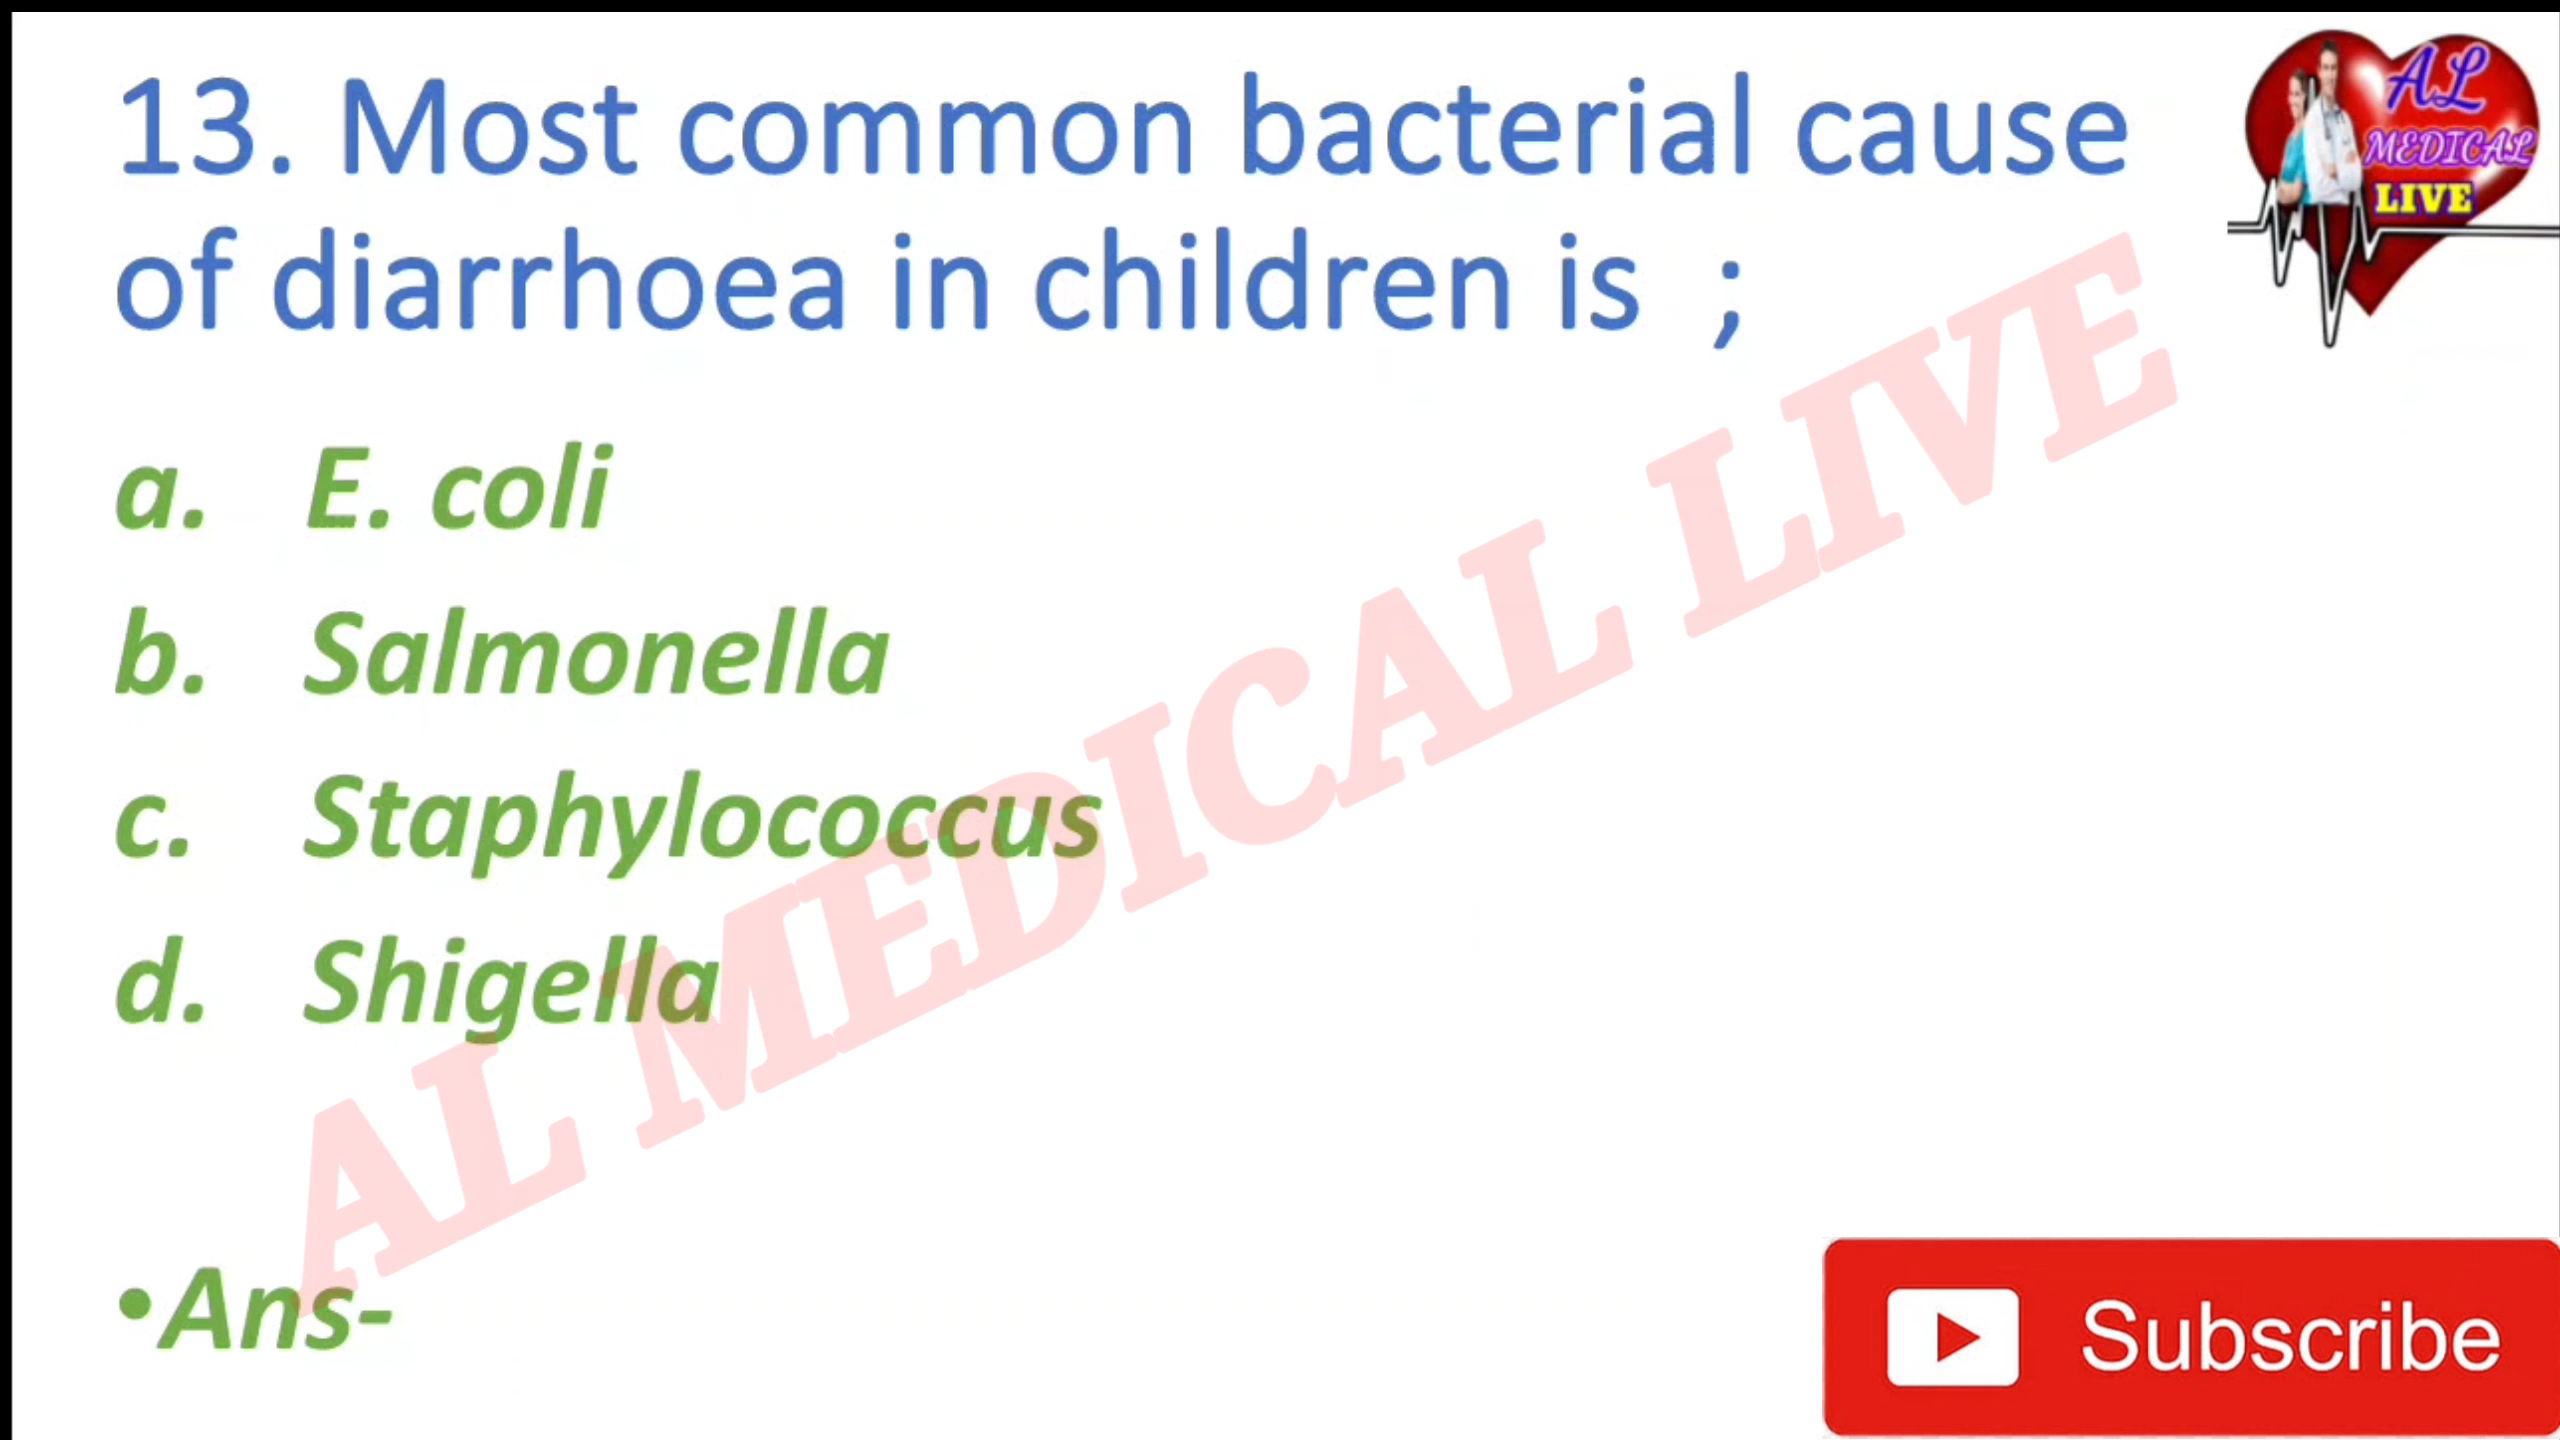 13. Most common bacterial cause
of diarrhoea in children is ;
a. E. coli
b. Salmonella
c. Staphylococcus
d. Shigella
•Ans-
AL MEDICAL LIVE
AL
MEDICAL
LIVE
Subscribe